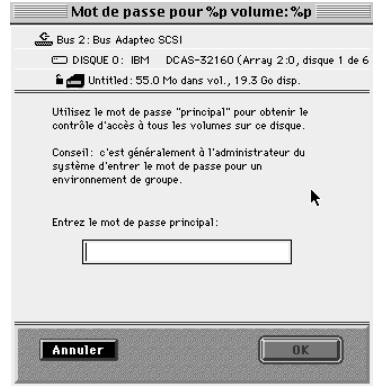 Mot de passe pour %p volume:%p
Bus 2: Bus Adaptec SCSI
DISQUE 0: IBM DCAS-32160 (Array 2:0, disque 1 de 6
Untitled: 55.0 Mo dans vol., 19.3 Go disp.
Utilisez le mot de passe "principal" pour obtenir le
contrôle d'accès à tous les volumes sur ce disque.
Conseil: c'est généralement à l'administrateur du
système d'entrer le mot de passe pour un
environnement de groupe.
Entrez le mot de passe principal:
Annuler
OK